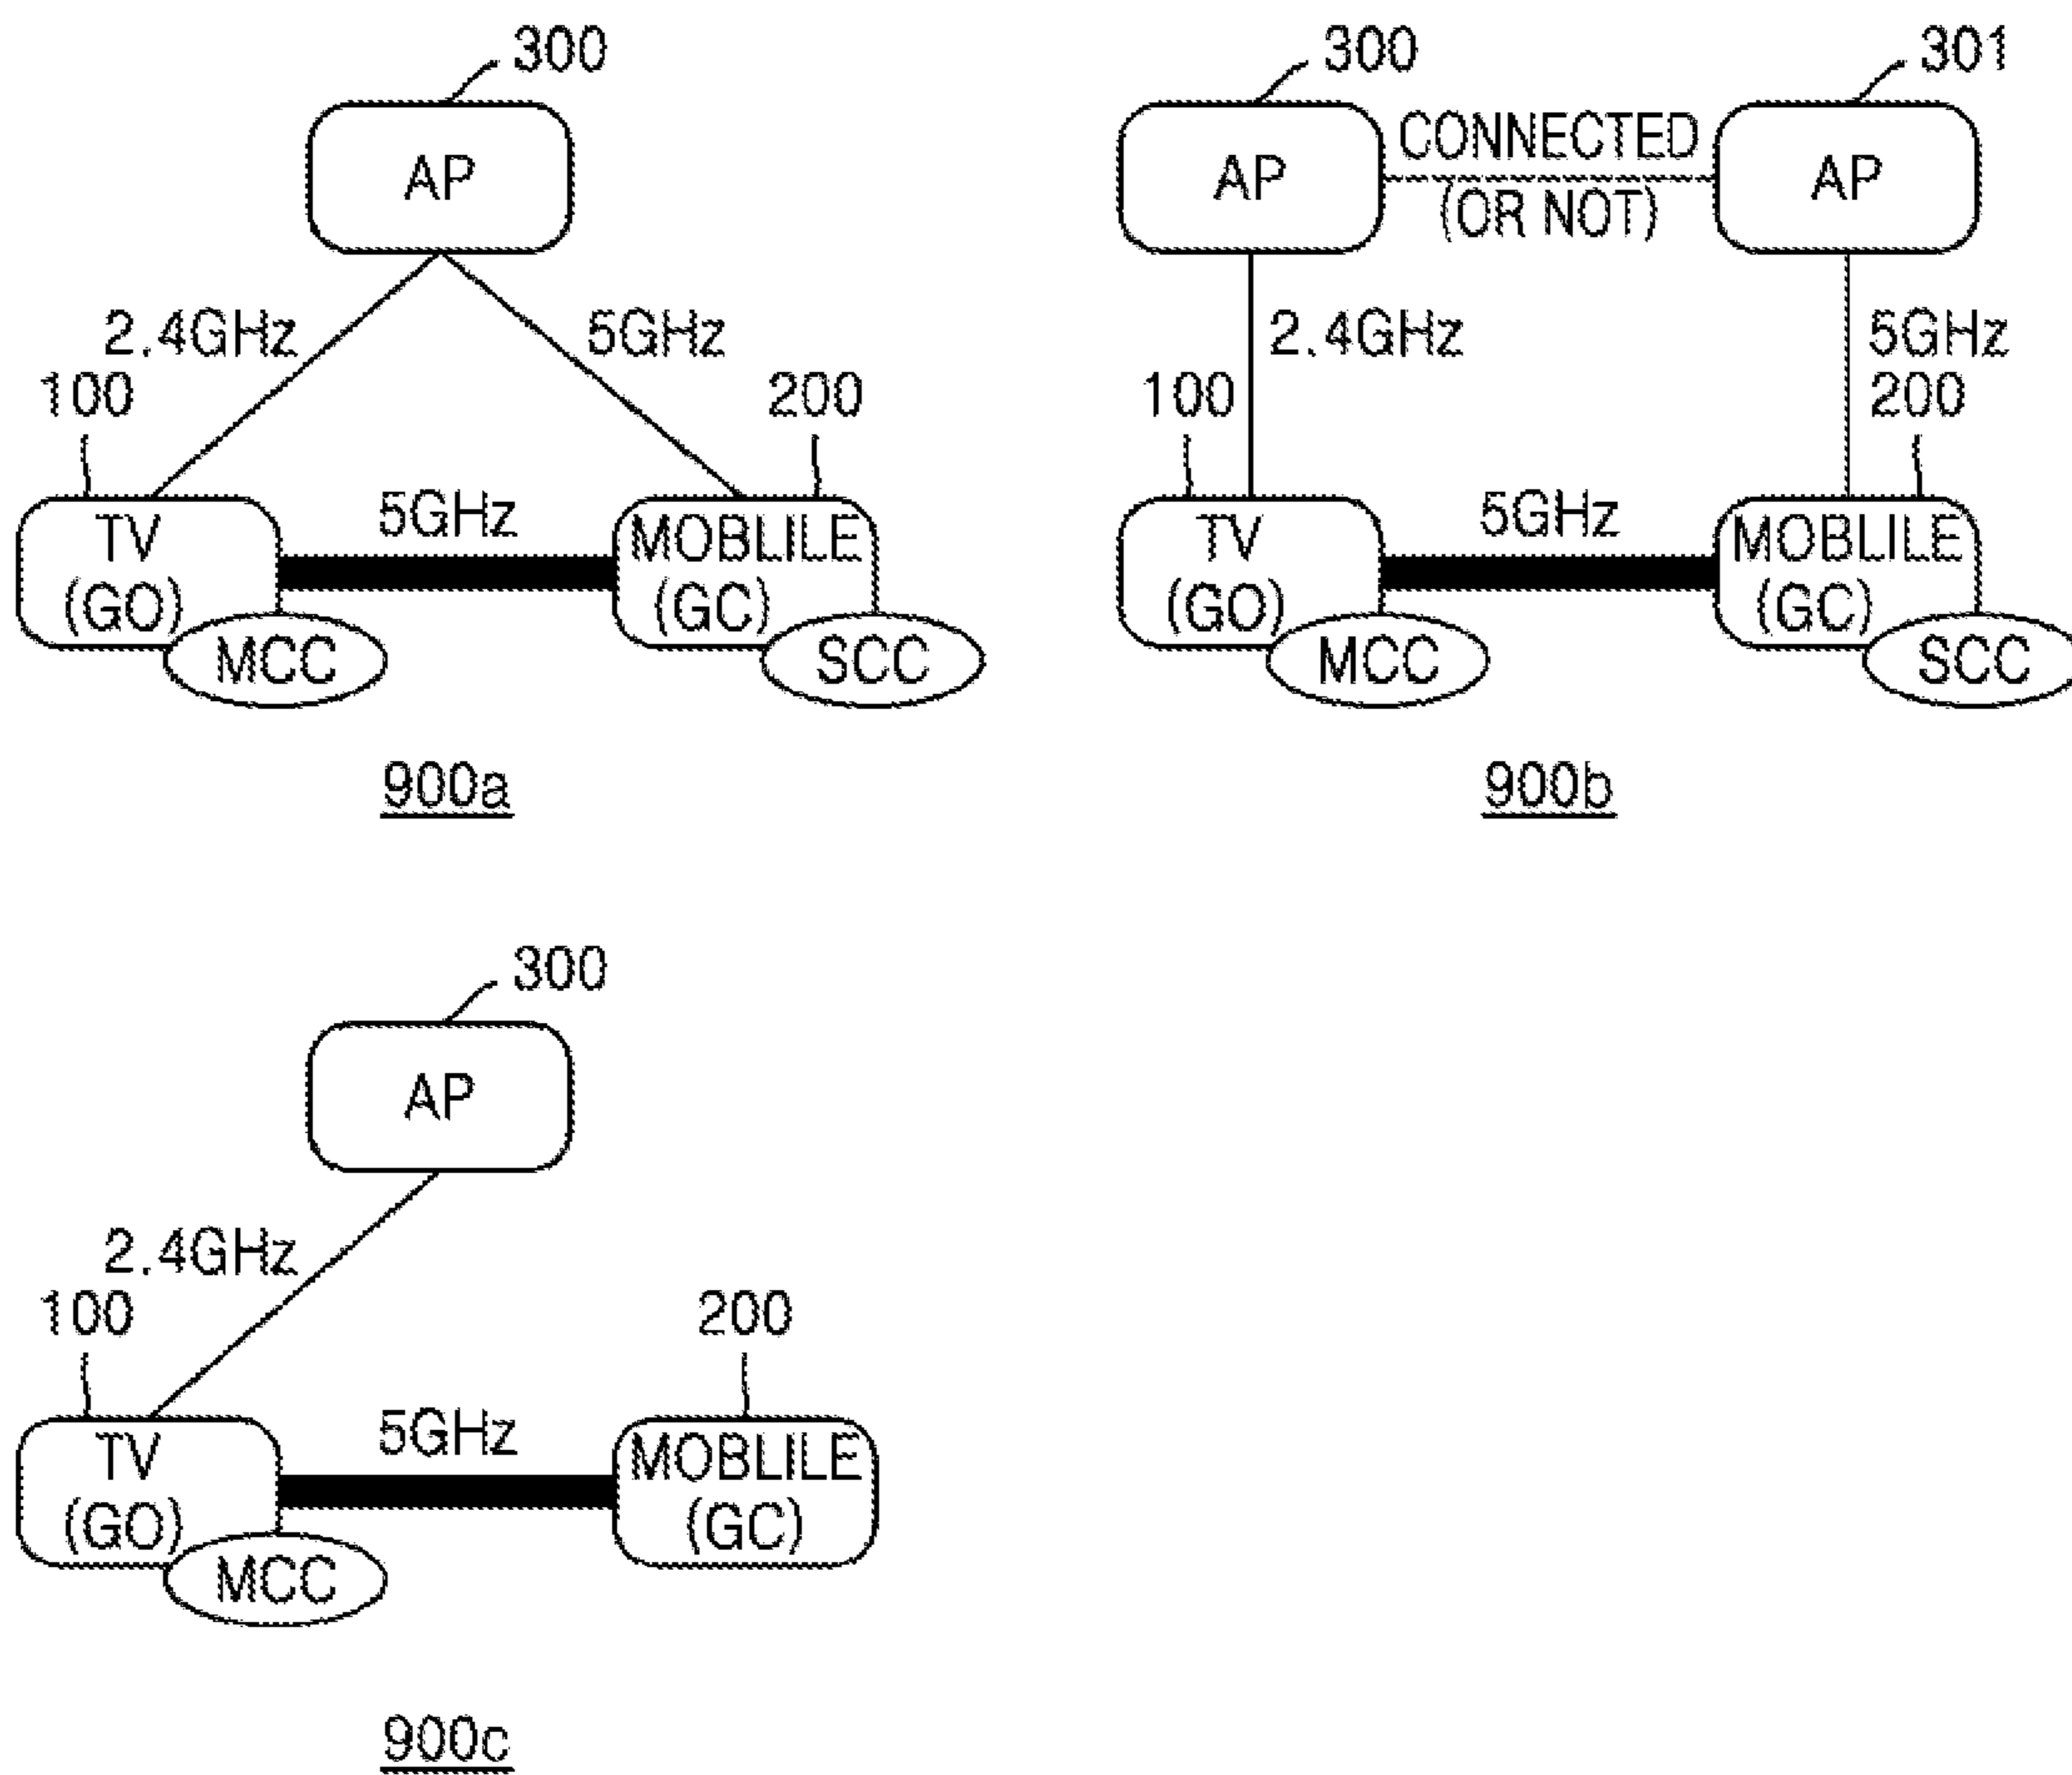 300
AP
2.4GHz
5GHz
100
200
TV
(GO)
MCC
5GHz
MOBLILE
(GC)
SCC
900a
300
301
AP
CONNECTED
(OR NOT)
AP
2.4GHz
5GHz
100
200
TV
(GO)
MCC
5GHz
MOBLILE
(GC)
SCC
900b
300
AP
2.4GHz
100
200
TV
(GO)
MCC
5GHz
MOBLILE
(GC)
900c